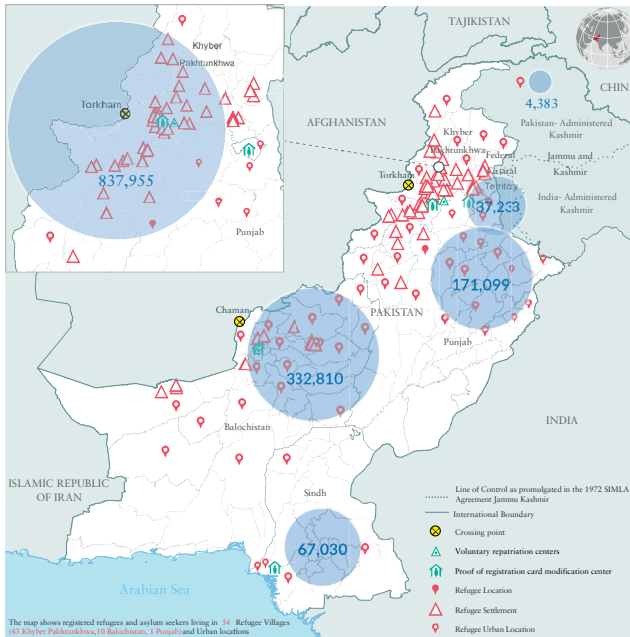 TAJIKISTAN
CHINA
Khyber
Pakhtunkhwa
Torkham
837,955
Punjab
AFGHANISTAN
4,383
Pakistan- Administered
Kashmir
Khyber
Pakhtunkhwa
Federal
Capital
Territory
Jammu and
Kashmir
Torkham
37,233
India- Administered
Kashmir
171,099
Chaman
PAKISTAN
Punjab
332,810
Balochistan
INDIA
ISLAMIC REPUBLIC
OF IRAN
Sindh
67,030
Arabian Sea
Line of Control as promulgated in the 1972 SIMLA
Agreement Jammu Kashmir
International Boundary
Crossing point
Voluntary repatriation centers
Proof of registration card modification center
Refugee Location
Refugee Settlement
Refugee Urban Location
The map shows registered refugees and asylum seekers living in 54 Refugee Villages
(43 Khyber Pakhtunkhwa,10 Balochistan, 1 Punjab)and Urban locations